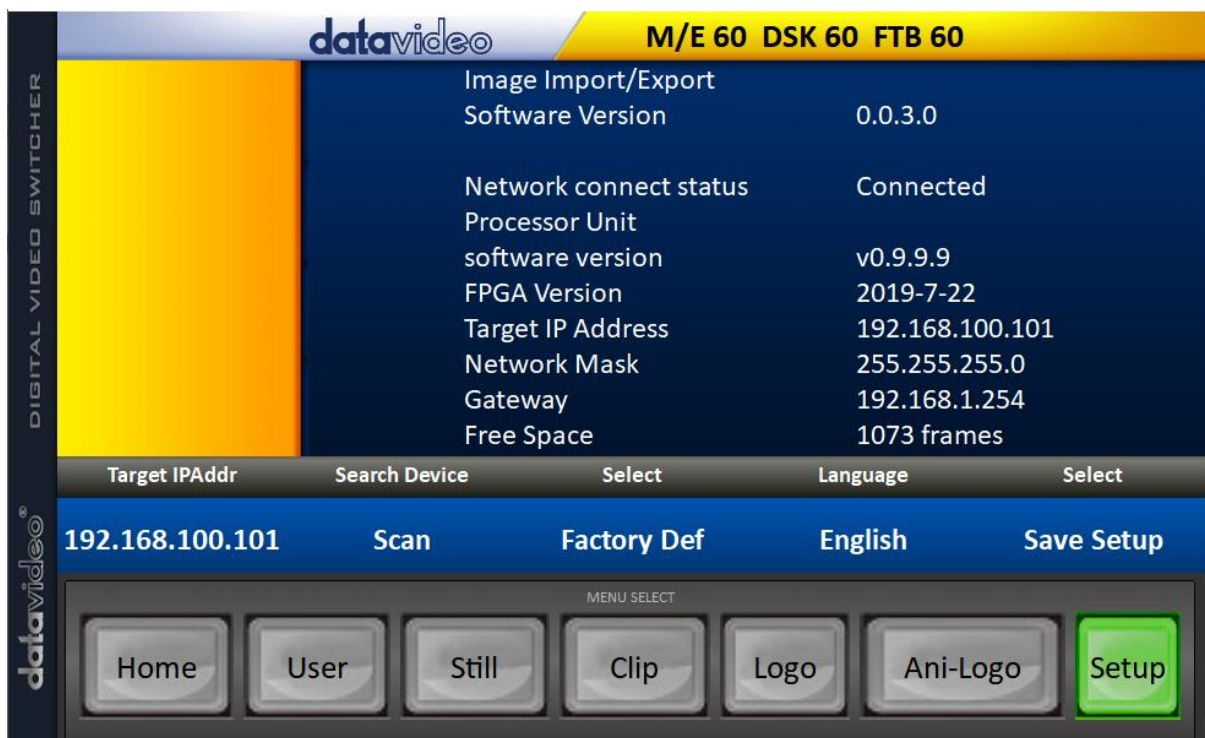 datavideo
M/E 60 DSK 60 FTB 60
DIGITAL VIDEO SWITCHER
datavideo®
Image Import/Export
Software Version 0.0.3.0
Network connect status Connected
Processor Unit
software version v0.9.9.9
FPGA Version 2019-7-22
Target IP Address 192.168.100.101
Network Mask 255.255.255.0
Gateway 192.168.1.254
Free Space 1073 frames
Target IPAddr Search Device Select Language Select
192.168.100.101 Scan Factory Def English Save Setup
MENU SELECT
Home User Still Clip Logo Ani-Logo Setup